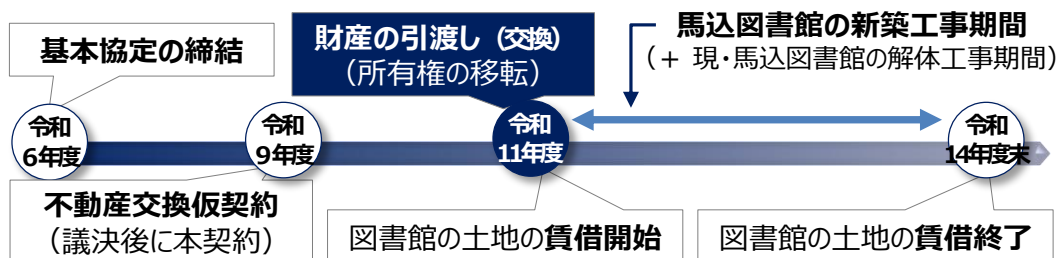 基本協定の締結
財産の引渡し（交換）
（所有権の移転）
馬込図書館の新築工事期間
（＋ 現・馬込図書館の解体工事期間）
令和
6年度
令和
9年度
令和
11年度
令和
14年度末
不動産交換仮契約
（議決後に本契約）
図書館の土地の賃借開始
図書館の土地の賃借終了